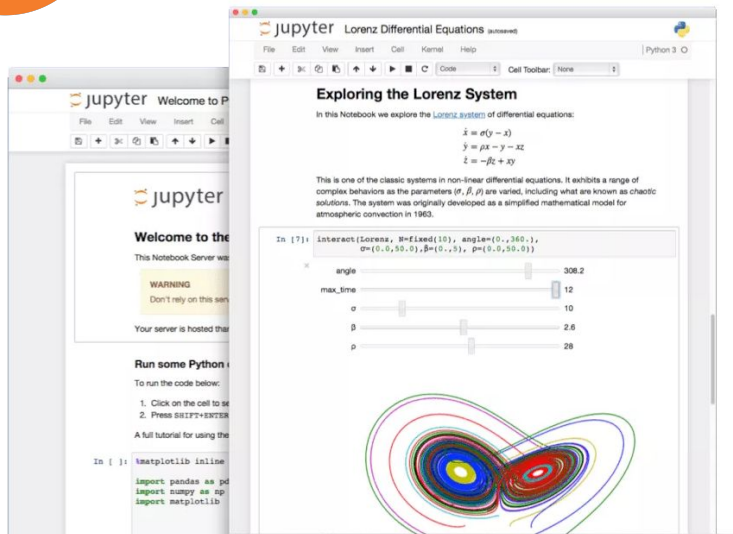 jupyter Lorenz Differential Equations (autosaved)
File Edit View Insert Cell Kernel Help Python 3
Code Cell Toolbar: None
Exploring the Lorenz System
In this Notebook we explore the Lorenz system of differential equations:
ẋ = σ(y − x)
ẏ = ρx − y − xz
ż = −βz + xy
This is one of the classic systems in non-linear differential equations. It exhibits a range of
complex behaviors as the parameters (σ, β, ρ) are varied, including what are known as chaotic
solutions. The system was originally developed as a simplified mathematical model for
atmospheric convection in 1963.
In [7]: interact(Lorenz, N=fixed(10), angle=(0.,360.),
σ=(0.0,50.0),β=(0.,5), ρ=(0.0,50.0))
angle 308.2
max_time 12
σ 10
β 2.6
ρ 28
jupyter Welcome to P
File Edit View Insert Cell
jupyter
Welcome to the
This Notebook Server was
WARNING
Don't rely on this serv
Your server is hosted than
Run some Python
To run the code below:
1. Click on the cell to se
2. Press SHIFT+ENTER
A full tutorial for using the
In [ ]: %matplotlib inline
import pandas as pd
import numpy as np
import matplotlib